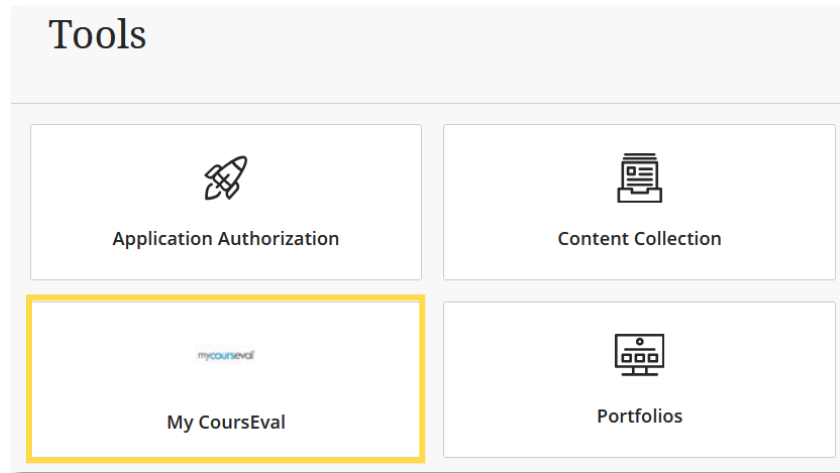 Tools
Application Authorization
Content Collection
mycourseval
My CoursEval
Portfolios